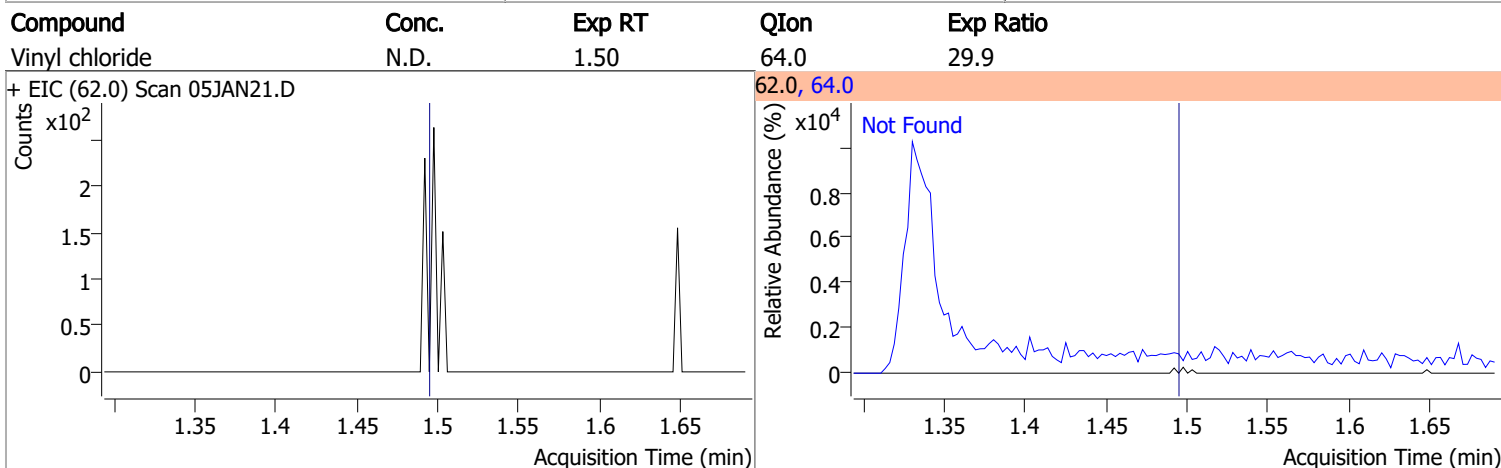 Compound Conc. Exp RT QIon Exp Ratio
Vinyl chloride N.D. 1.50 64.0 29.9
+ EIC (62.0) Scan 05JAN21.D
Counts
x10²
2
1.5
1
0.5
0
1.35 1.4 1.45 1.5 1.55 1.6 1.65
Acquisition Time (min)
62.0, 64.0
Relative Abundance (%)
x10⁴
Not Found
0.8
0.6
0.4
0.2
0
1.35 1.4 1.45 1.5 1.55 1.6 1.65
Acquisition Time (min)